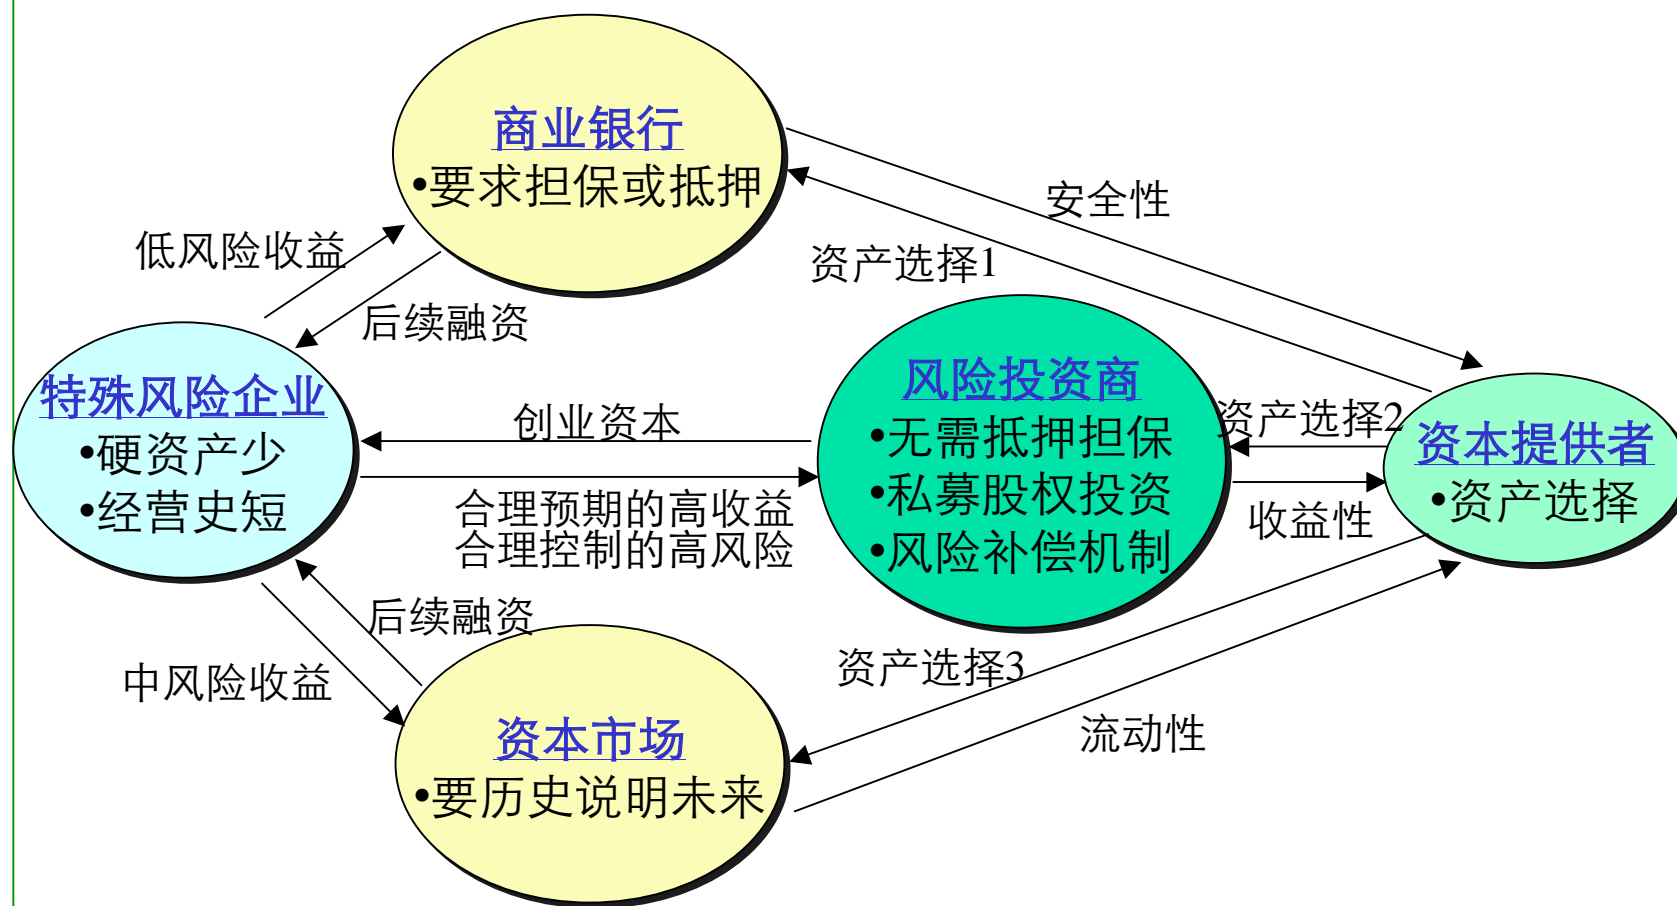 商业银行
•要求担保或抵押
安全性
低风险收益
资产选择1
后续融资
特殊风险企业
•硬资产少
•经营史短
创业资本
合理预期的高收益
合理控制的高风险
风险投资商
•无需抵押担保
•私募股权投资
•风险补偿机制
资产选择2
收益性
资本提供者
•资产选择
后续融资
中风险收益
资产选择3
流动性
资本市场
•要历史说明未来